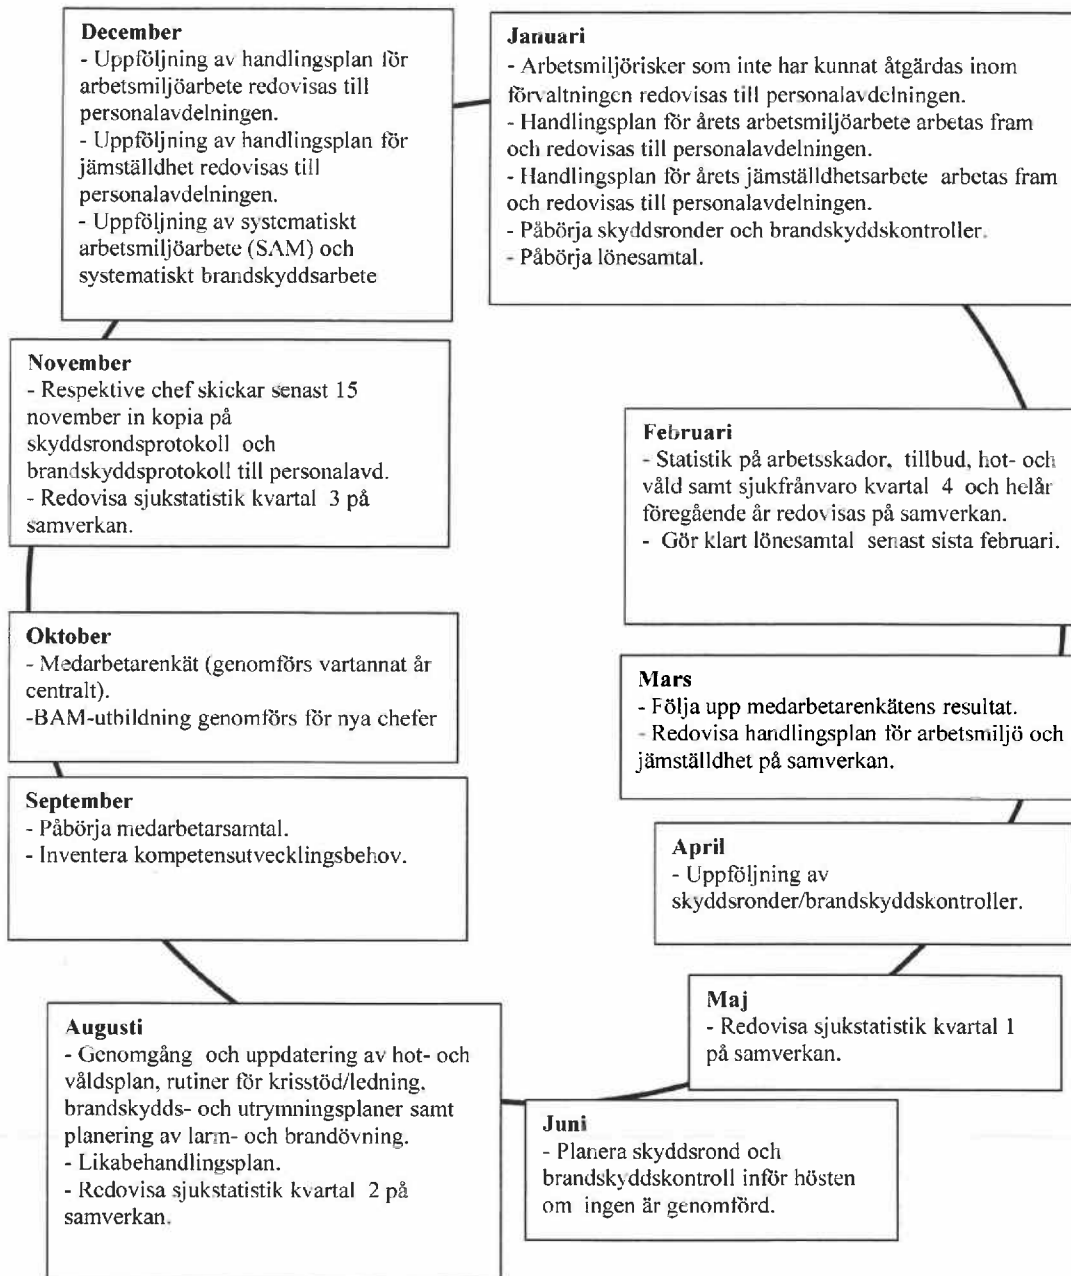 December
- Uppföljning av handlingsplan för
arbetsmiljöarbete redovisas till
personalavdelningen.
- Uppföljning av handlingsplan för
jämställdhet redovisas till
personalavdelningen.
- Uppföljning av systematiskt
arbetsmiljöarbete (SAM) och
systematiskt brandskyddsarbete
Januari
- Arbetsmiljörisker som inte har kunnat åtgärdas inom
förvaltningen redovisas till personalavdelningen.
- Handlingsplan för årets arbetsmiljöarbete arbetas fram
och redovisas till personalavdelningen.
- Handlingsplan för årets jämställdhetsarbete arbetas fram
och redovisas till personalavdelningen.
- Påbörja skyddsronder och brandskyddskontroller.
- Påbörja lönesamtal.
Februari
- Statistik på arbetsskador, tillbud, hot- och
våld samt sjukfrånvaro kvartal 4 och helår
föregående år redovisas på samverkan.
- Gör klart lönesamtal senast sista februari.
Mars
- Följa upp medarbetarenkätens resultat.
- Redovisa handlingsplan för arbetsmiljö och
jämställdhet på samverkan.
April
- Uppföljning av
skyddsronder/brandskyddskontroller.
Maj
- Redovisa sjukstatistik kvartal 1
på samverkan.
Juni
- Planera skyddsrond och
brandskyddskontroll inför hösten
om ingen är genomförd.
Augusti
- Genomgång och uppdatering av hot- och
våldsplan, rutiner för krisstöd/ledning,
brandskydds- och utrymningsplaner samt
planering av larm- och brandövning.
- Likabehandlingsplan.
- Redovisa sjukstatistik kvartal 2 på
samverkan.
September
- Påbörja medarbetarsamtal.
- Inventera kompetensutvecklingsbehov.
Oktober
- Medarbetarenkät (genomförs vartannat år
centralt).
-BAM-utbildning genomförs för nya chefer
November
- Respektive chef skickar senast 15
november in kopia på
skyddsrondsprotokoll och
brandskyddsprotokoll till personalavd.
- Redovisa sjukstatistik kvartal 3 på
samverkan.